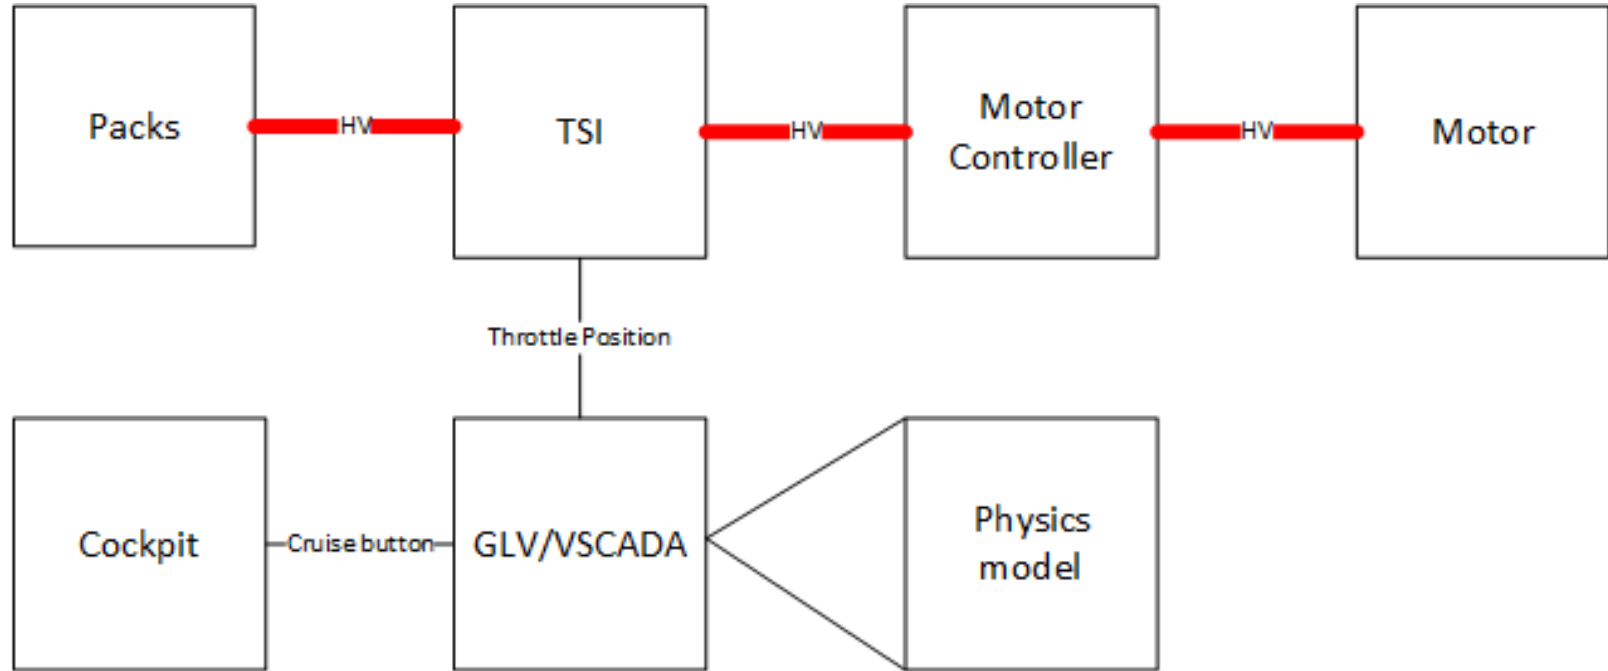 Packs
HV
TSI
HV
Motor
Controller
HV
Motor
Throttle Position
Cockpit
Cruise button
GLV/VSCADA
Physics
model